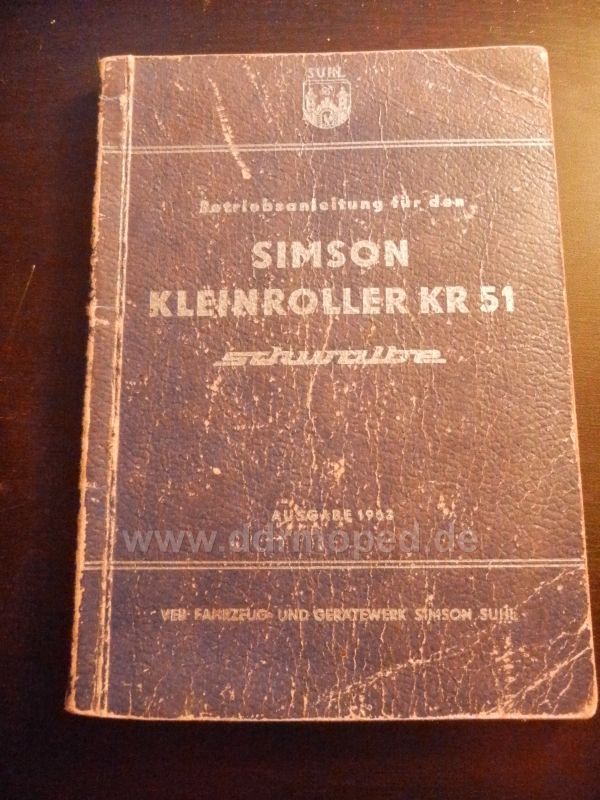 SUHL
Betriebsanleitung für den
SIMSON
KLEINROLLER KR 51
schwalbe
AUSGABE 1963
www.ddrmoped.de
VEB FAHRZEUG- UND GERÄTEWERK SIMSON SUHL